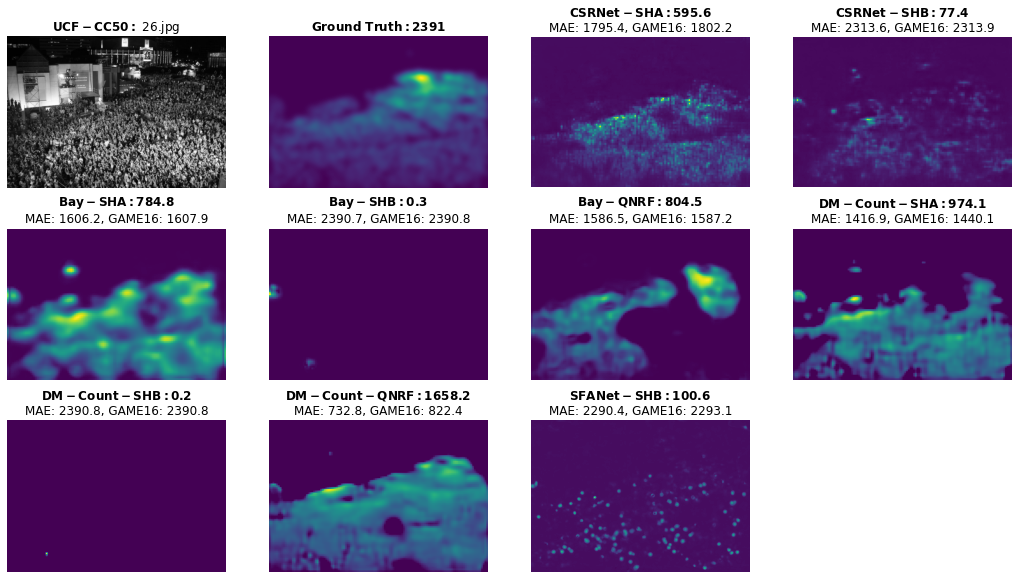 UCF − CC50 : 26.jpg
Ground Truth : 2391
CSRNet − SHA : 595.6
MAE: 1795.4, GAME16: 1802.2
CSRNet − SHB : 77.4
MAE: 2313.6, GAME16: 2313.9
Bay − SHA : 784.8
MAE: 1606.2, GAME16: 1607.9
Bay − SHB : 0.3
MAE: 2390.7, GAME16: 2390.8
Bay − QNRF : 804.5
MAE: 1586.5, GAME16: 1587.2
DM − Count − SHA : 974.1
MAE: 1416.9, GAME16: 1440.1
DM − Count − SHB : 0.2
MAE: 2390.8, GAME16: 2390.8
DM − Count − QNRF : 1658.2
MAE: 732.8, GAME16: 822.4
SFANet − SHB : 100.6
MAE: 2290.4, GAME16: 2293.1